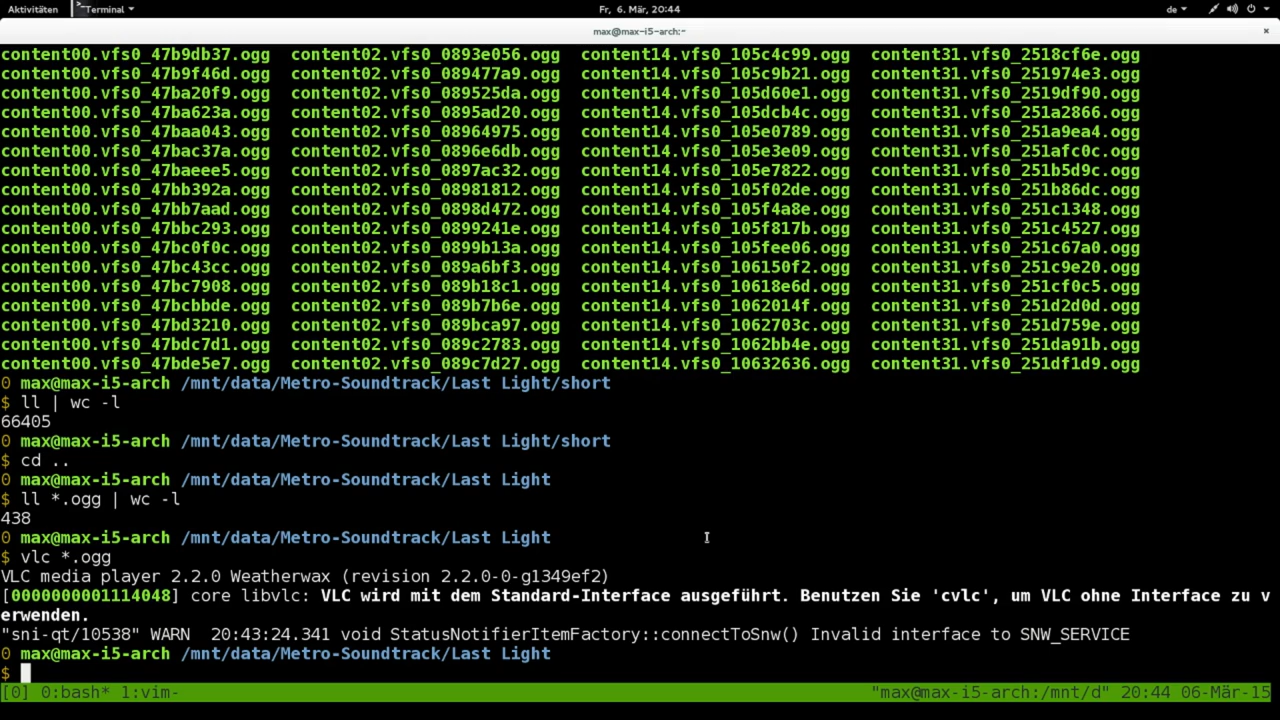 Aktivitäten Terminal Fr, 6. Mär, 20:44 de
max@max-i5-arch:~
content00.vfs0_47b9db37.ogg content02.vfs0_0893e056.ogg content14.vfs0_105c4c99.ogg content31.vfs0_2518cf6e.ogg
content00.vfs0_47b9f46d.ogg content02.vfs0_089477a9.ogg content14.vfs0_105c9b21.ogg content31.vfs0_251974e3.ogg
content00.vfs0_47ba20f9.ogg content02.vfs0_089525da.ogg content14.vfs0_105d60e1.ogg content31.vfs0_2519df90.ogg
content00.vfs0_47ba623a.ogg content02.vfs0_0895ad20.ogg content14.vfs0_105dcb4c.ogg content31.vfs0_251a2866.ogg
content00.vfs0_47baa043.ogg content02.vfs0_08964975.ogg content14.vfs0_105e0789.ogg content31.vfs0_251a9ea4.ogg
content00.vfs0_47bac37a.ogg content02.vfs0_0896e6db.ogg content14.vfs0_105e3e09.ogg content31.vfs0_251afc0c.ogg
content00.vfs0_47baeee5.ogg content02.vfs0_0897ac32.ogg content14.vfs0_105e7822.ogg content31.vfs0_251b5d9c.ogg
content00.vfs0_47bb392a.ogg content02.vfs0_08981812.ogg content14.vfs0_105f02de.ogg content31.vfs0_251b86dc.ogg
content00.vfs0_47bb7aad.ogg content02.vfs0_0898d472.ogg content14.vfs0_105f4a8e.ogg content31.vfs0_251c1348.ogg
content00.vfs0_47bbc293.ogg content02.vfs0_0899241e.ogg content14.vfs0_105f817b.ogg content31.vfs0_251c4527.ogg
content00.vfs0_47bc0f0c.ogg content02.vfs0_0899b13a.ogg content14.vfs0_105fee06.ogg content31.vfs0_251c67a0.ogg
content00.vfs0_47bc43cc.ogg content02.vfs0_089a6bf3.ogg content14.vfs0_106150f2.ogg content31.vfs0_251c9e20.ogg
content00.vfs0_47bc7908.ogg content02.vfs0_089b18c1.ogg content14.vfs0_10618e6d.ogg content31.vfs0_251cf0c5.ogg
content00.vfs0_47bcbbde.ogg content02.vfs0_089b7b6e.ogg content14.vfs0_1062014f.ogg content31.vfs0_251d2d0d.ogg
content00.vfs0_47bd3210.ogg content02.vfs0_089bca97.ogg content14.vfs0_1062703c.ogg content31.vfs0_251d759e.ogg
content00.vfs0_47bdc7d1.ogg content02.vfs0_089c2783.ogg content14.vfs0_1062bb4e.ogg content31.vfs0_251da91b.ogg
content00.vfs0_47bde5e7.ogg content02.vfs0_089c7d27.ogg content14.vfs0_10632636.ogg content31.vfs0_251df1d9.ogg
0 max@max-i5-arch /mnt/data/Metro-Soundtrack/Last Light/short
$ ll | wc -l
66405
0 max@max-i5-arch /mnt/data/Metro-Soundtrack/Last Light/short
$ cd ..
0 max@max-i5-arch /mnt/data/Metro-Soundtrack/Last Light
$ ll *.ogg | wc -l
438
0 max@max-i5-arch /mnt/data/Metro-Soundtrack/Last Light
$ vlc *.ogg
VLC media player 2.2.0 Weatherwax (revision 2.2.0-0-g1349ef2)
[0000000001114048] core libvlc: VLC wird mit dem Standard-Interface ausgeführt. Benutzen Sie 'cvlc', um VLC ohne Interface zu v
erwenden.
"sni-qt/10538" WARN  20:43:24.341 void StatusNotifierItemFactory::connectToSnw() Invalid interface to SNW_SERVICE
0 max@max-i5-arch /mnt/data/Metro-Soundtrack/Last Light
$
[0] 0:bash* 1:vim- "max@max-i5-arch:/mnt/d" 20:44 06-Mär-15